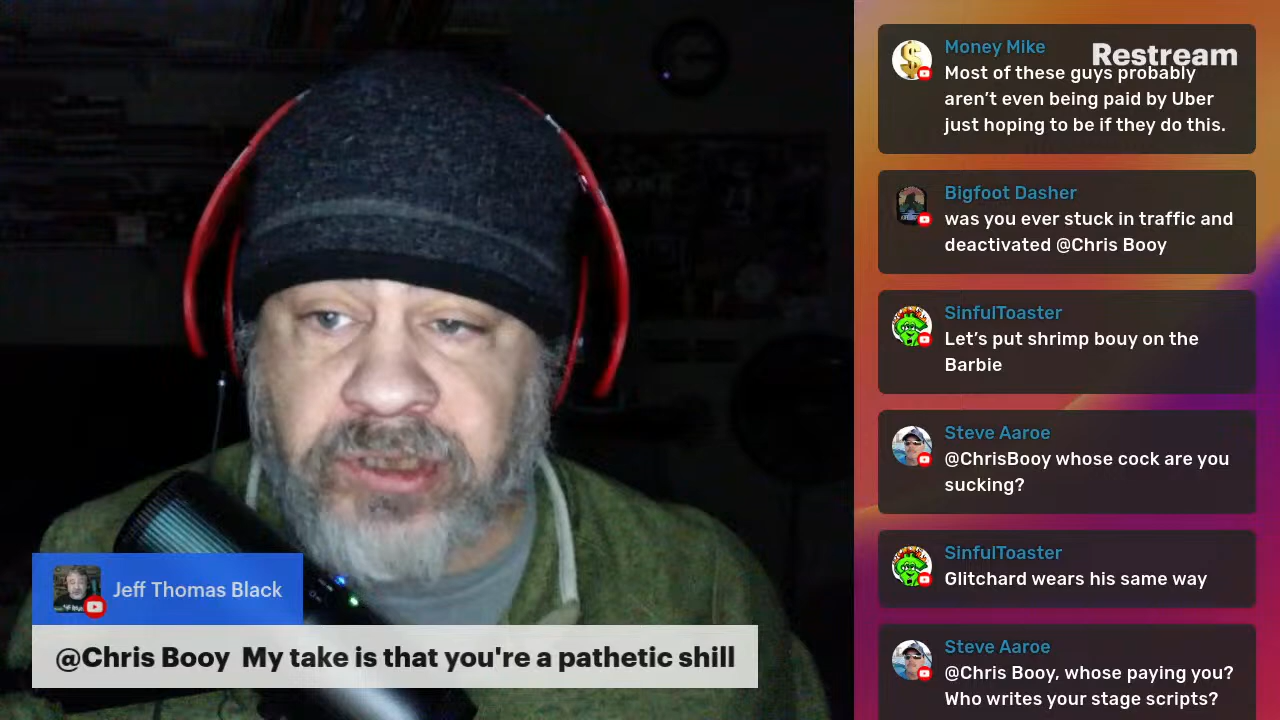 Jeff Thomas Black
@Chris Booy My take is that you're a pathetic shill
Restream
Money Mike
Most of these guys probably
aren't even being paid by Uber
just hoping to be if they do this.
Bigfoot Dasher
was you ever stuck in traffic and
deactivated @Chris Booy
SinfulToaster
Let's put shrimp bouy on the
Barbie
Steve Aaroe
@ChrisBooy whose cock are you
sucking?
SinfulToaster
Glitchard wears his same way
Steve Aaroe
@Chris Booy, whose paying you?
Who writes your stage scripts?